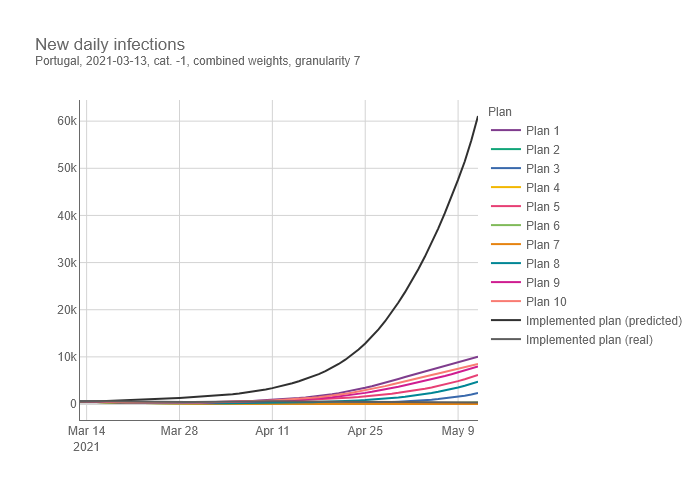 New daily infections
Portugal, 2021-03-13, cat. -1, combined weights, granularity 7
60k
50k
40k
30k
20k
10k
0
Mar 14
2021
Mar 28
Apr 11
Apr 25
May 9
Plan
Plan 1
Plan 2
Plan 3
Plan 4
Plan 5
Plan 6
Plan 7
Plan 8
Plan 9
Plan 10
Implemented plan (predicted)
Implemented plan (real)